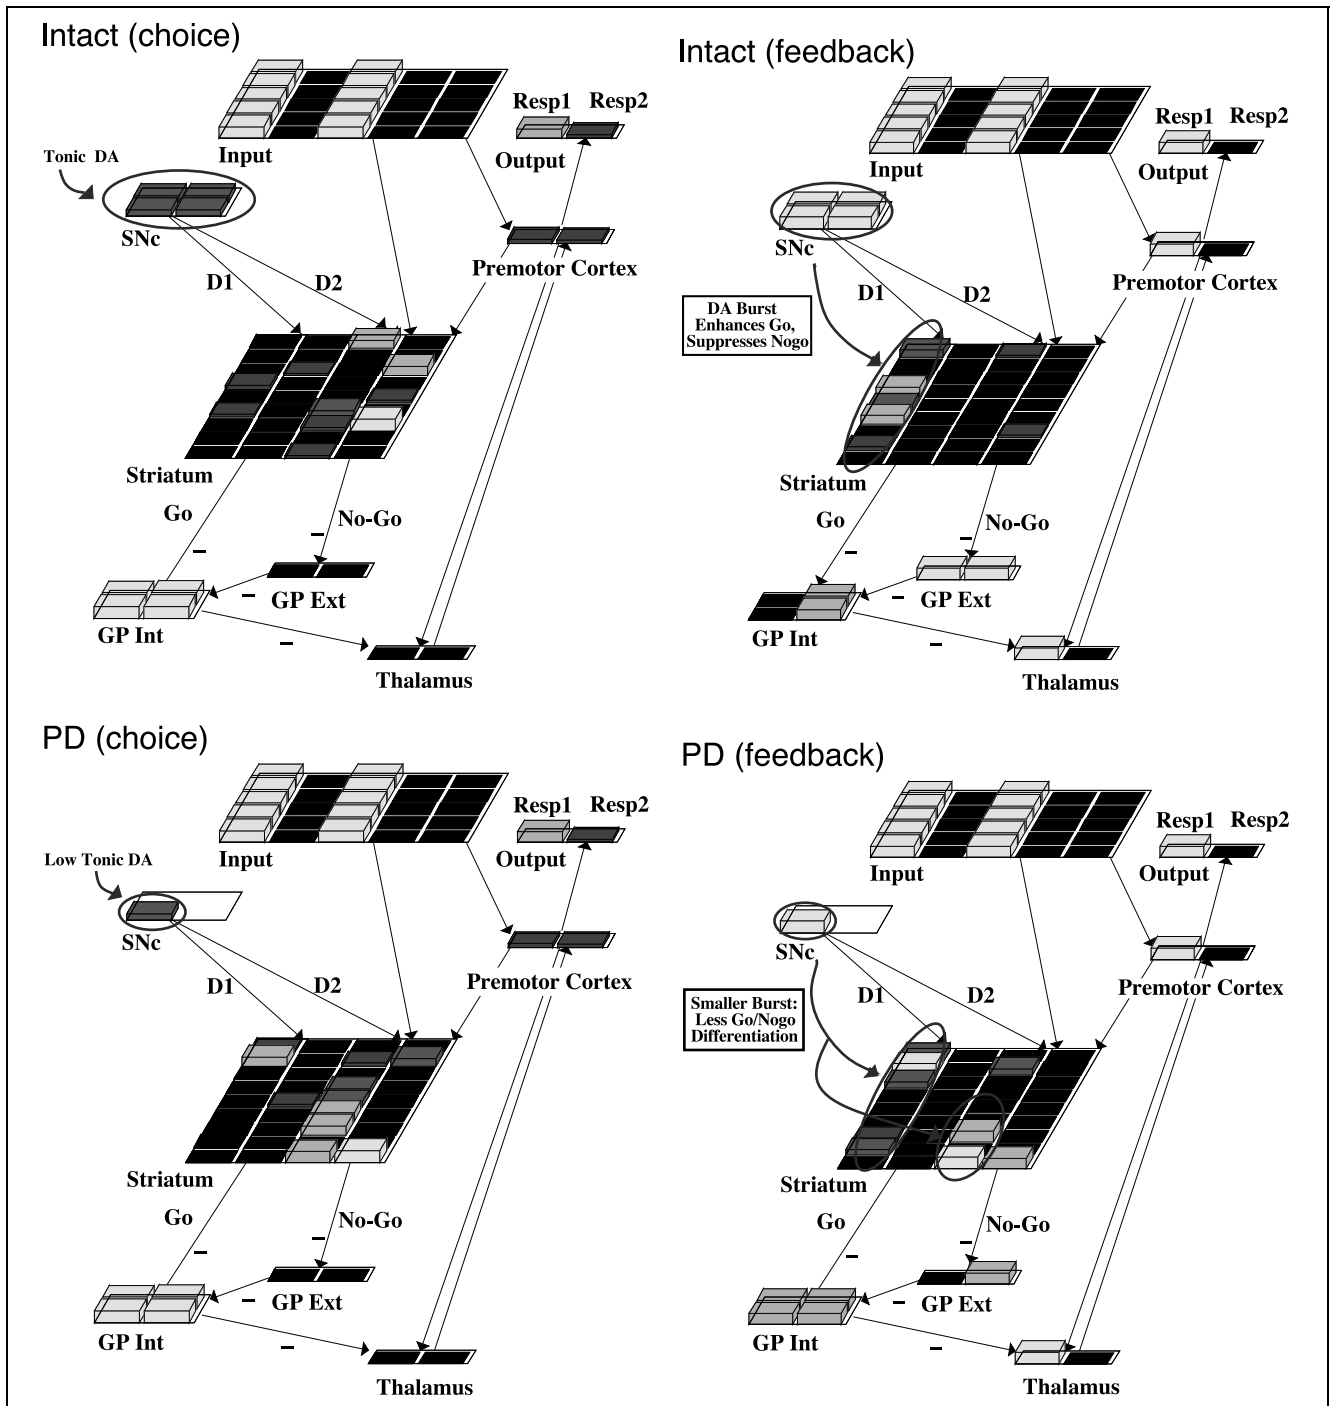 Intact (choice)
Resp1 Resp2
Input
Output
Tonic DA
SNc
Premotor Cortex
D1
D2
Striatum
Go
No-Go
–
–
–
GP Ext
GP Int
–
Thalamus
Intact (feedback)
Resp1 Resp2
Input
Output
SNc
Premotor Cortex
D1
D2
DA Burst
Enhances Go,
Suppresses Nogo
Striatum
Go
No-Go
–
–
–
GP Ext
GP Int
–
Thalamus
PD (choice)
Resp1 Resp2
Input
Output
Low Tonic DA
SNc
Premotor Cortex
D1
D2
Striatum
Go
No-Go
–
–
–
GP Ext
GP Int
–
Thalamus
PD (feedback)
Resp1 Resp2
Input
Output
SNc
Premotor Cortex
D1
D2
Smaller Burst:
Less Go/Nogo
Differentiation
Striatum
Go
No-Go
–
–
–
GP Ext
GP Int
–
Thalamus